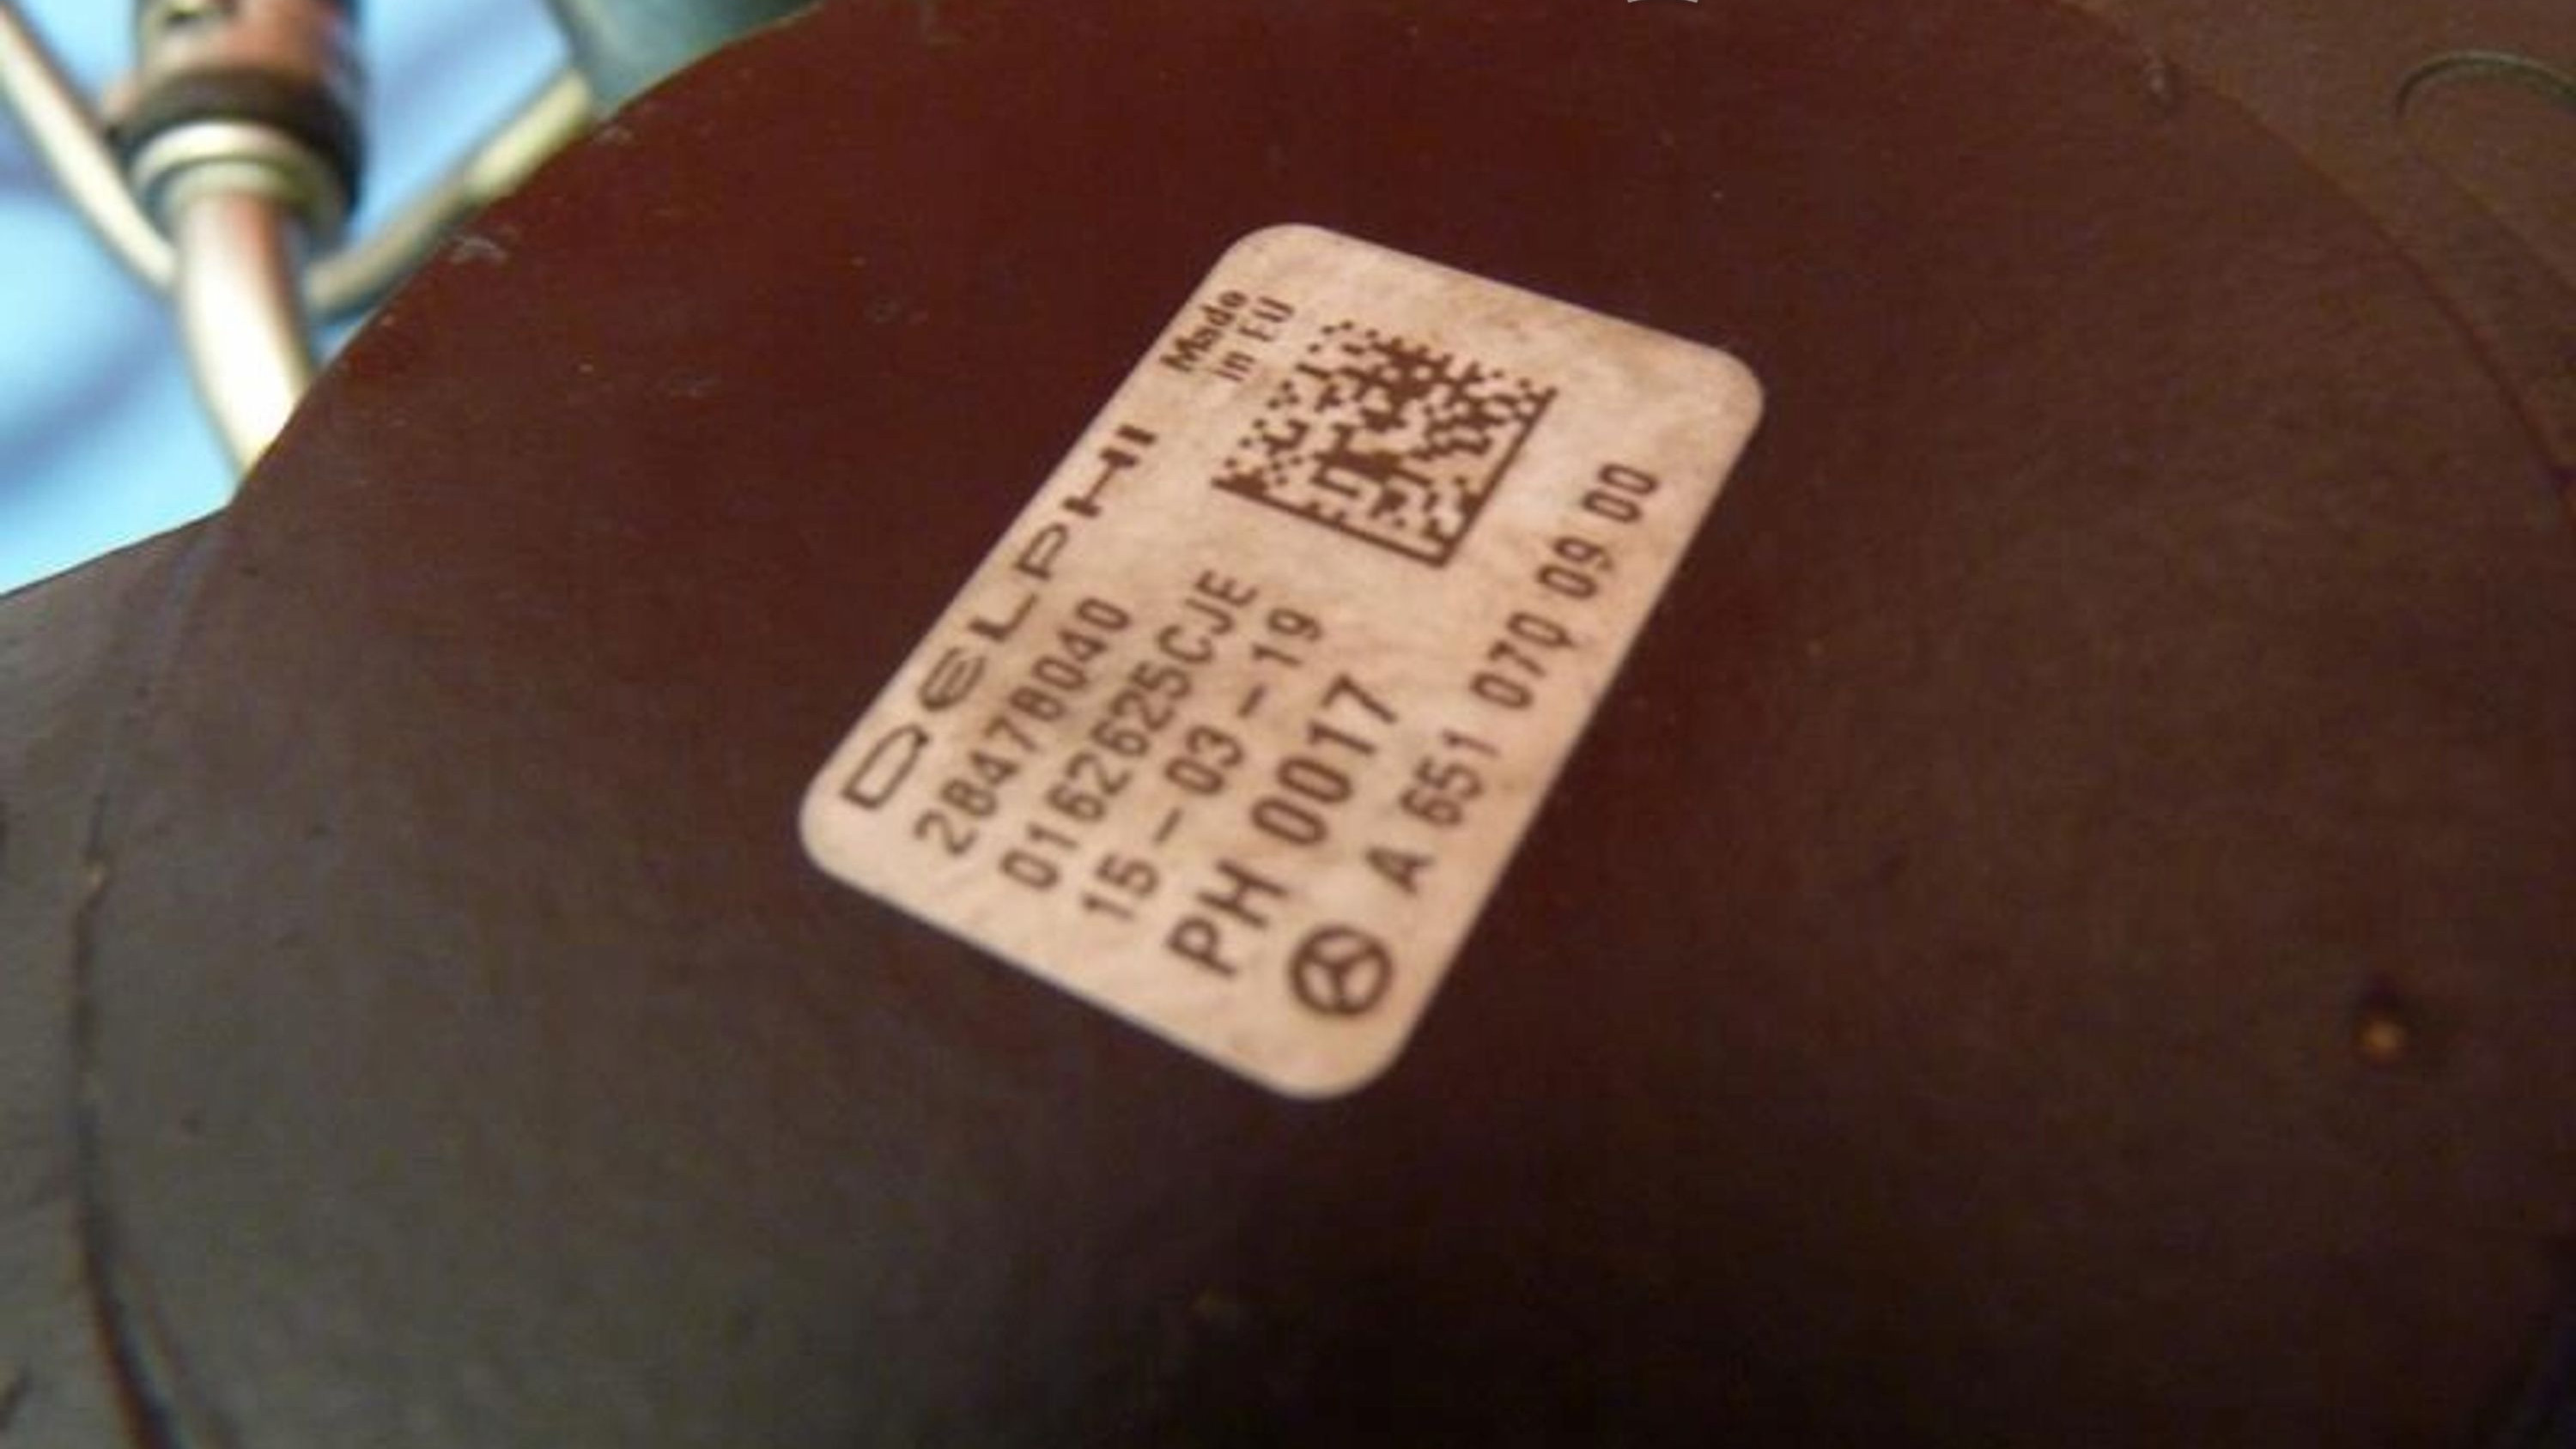 DELPHI
Made
in EU
28478040
0162625CJE
15-03-19
PH 0017
A 651 070 09 00